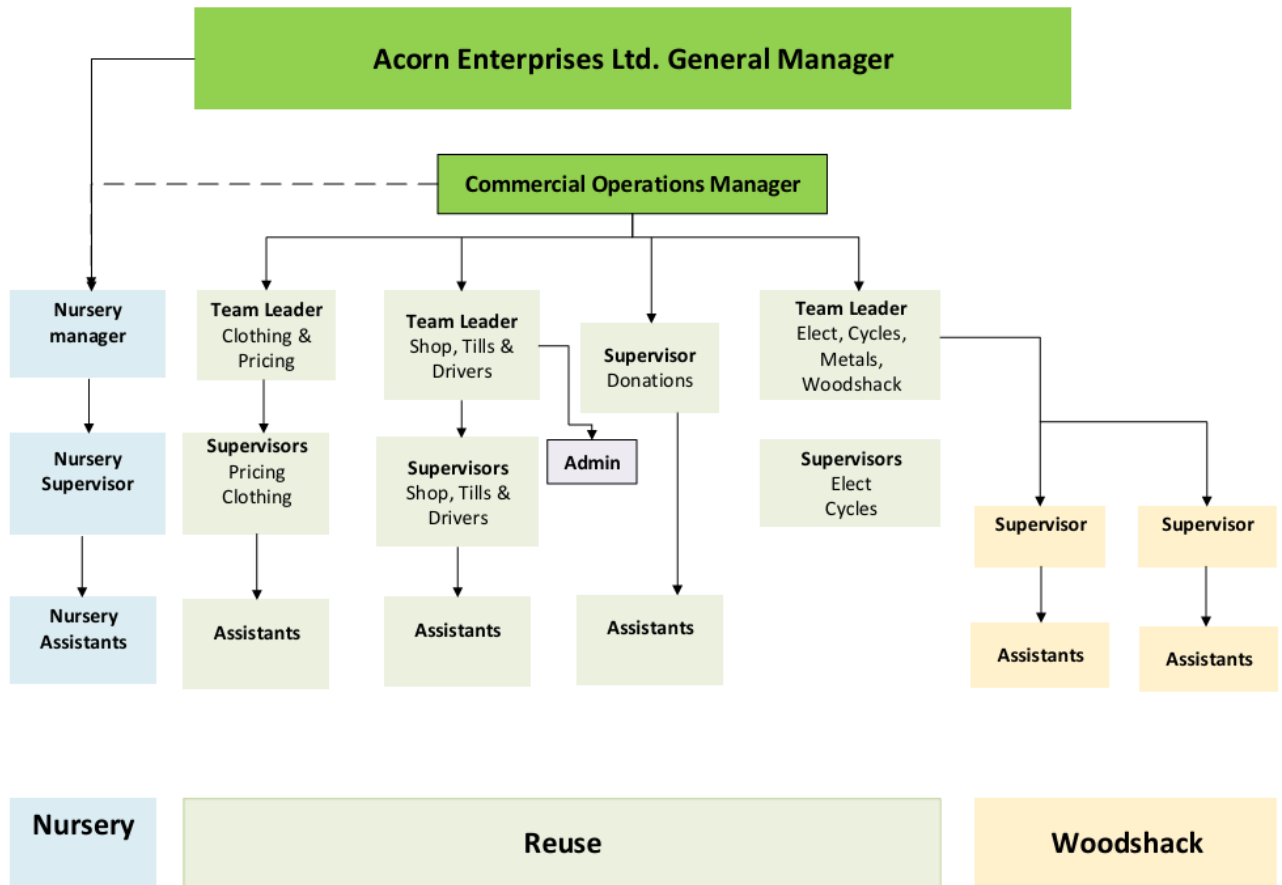 Acorn Enterprises Ltd. General Manager
Commercial Operations Manager
Nursery
manager
Team Leader
Clothing &
Pricing
Team Leader
Shop, Tills &
Drivers
Supervisor
Donations
Team Leader
Elect, Cycles,
Metals,
Woodshack
Nursery
Supervisor
Supervisors
Pricing
Clothing
Supervisors
Shop, Tills &
Drivers
Admin
Supervisors
Elect
Cycles
Supervisor
Supervisor
Nursery
Assistants
Assistants
Assistants
Assistants
Assistants
Assistants
Nursery
Reuse
Woodshack